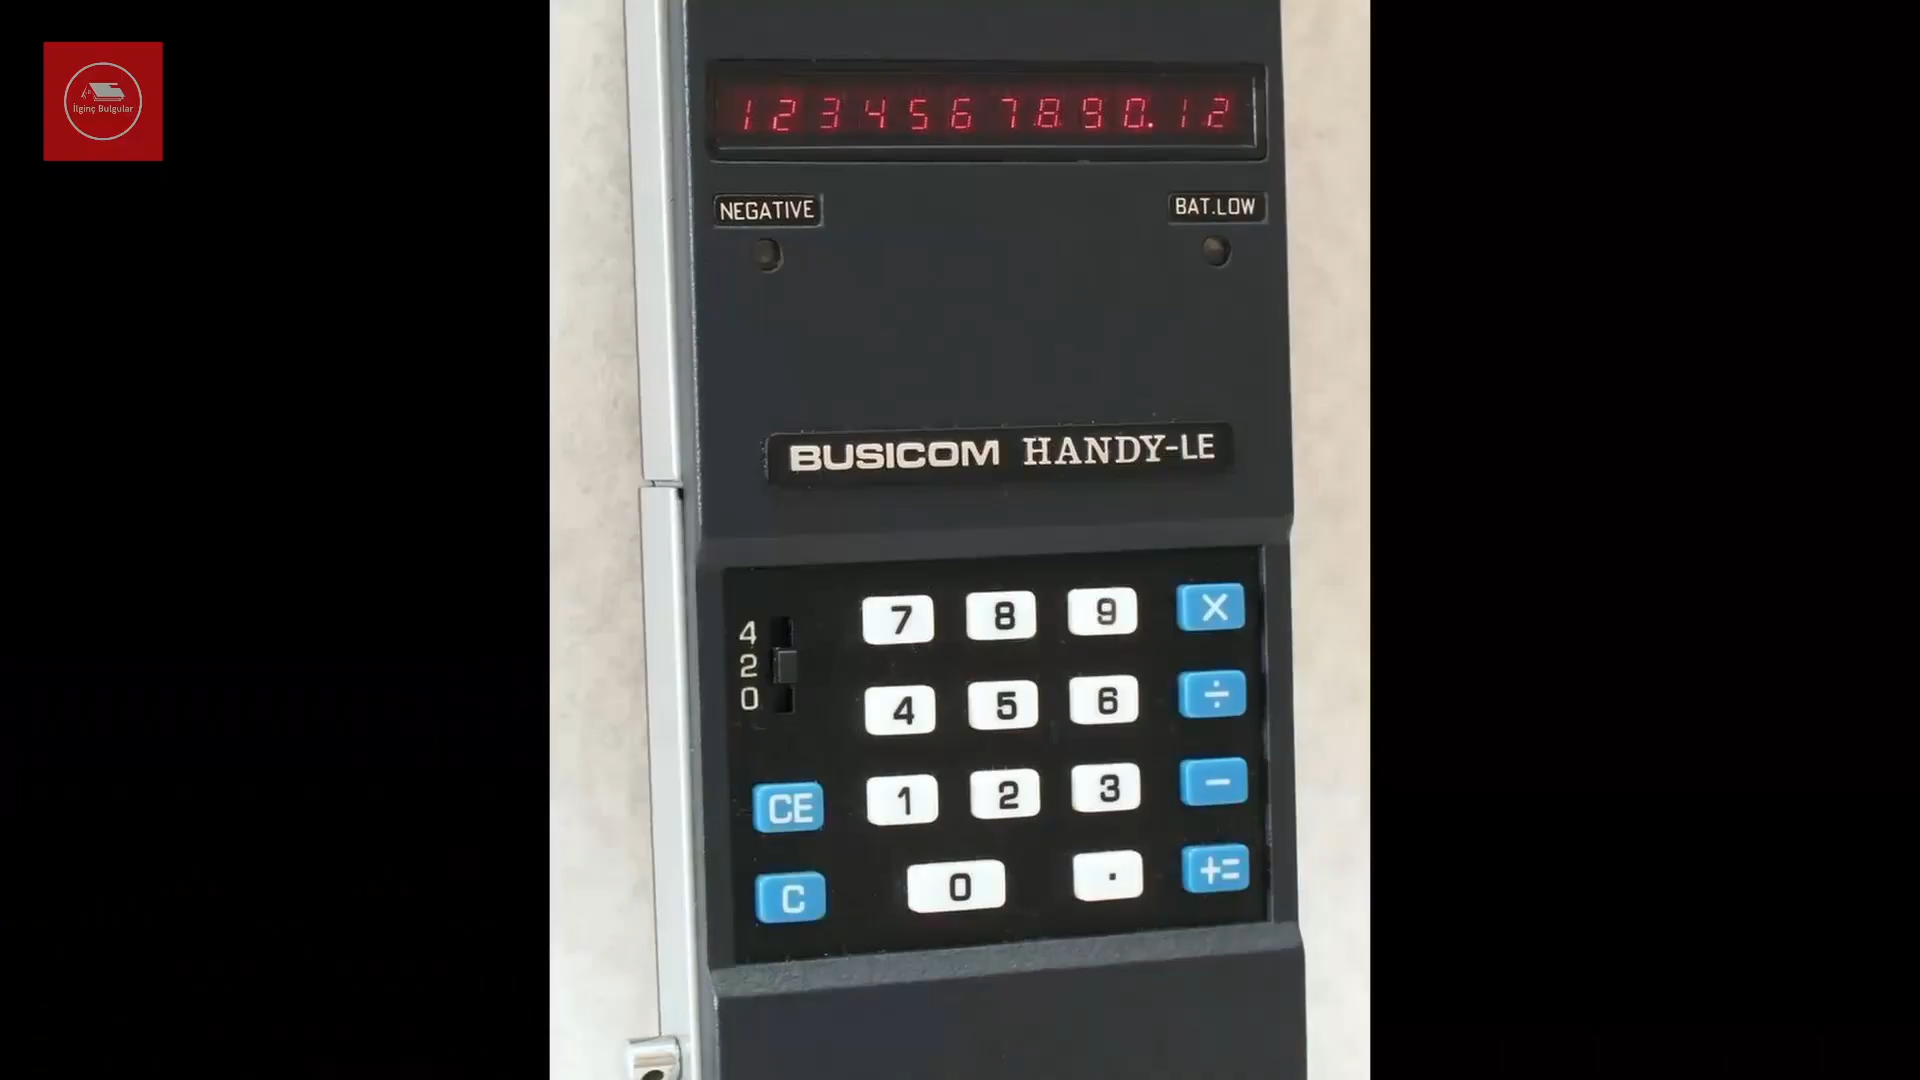 İlginç Bulgular
1234567890.12
NEGATIVE BAT.LOW
BUSICOM HANDY-LE
4
2
0
7 8 9 X
4 5 6 ÷
CE 1 2 3 -
C 0 . +=